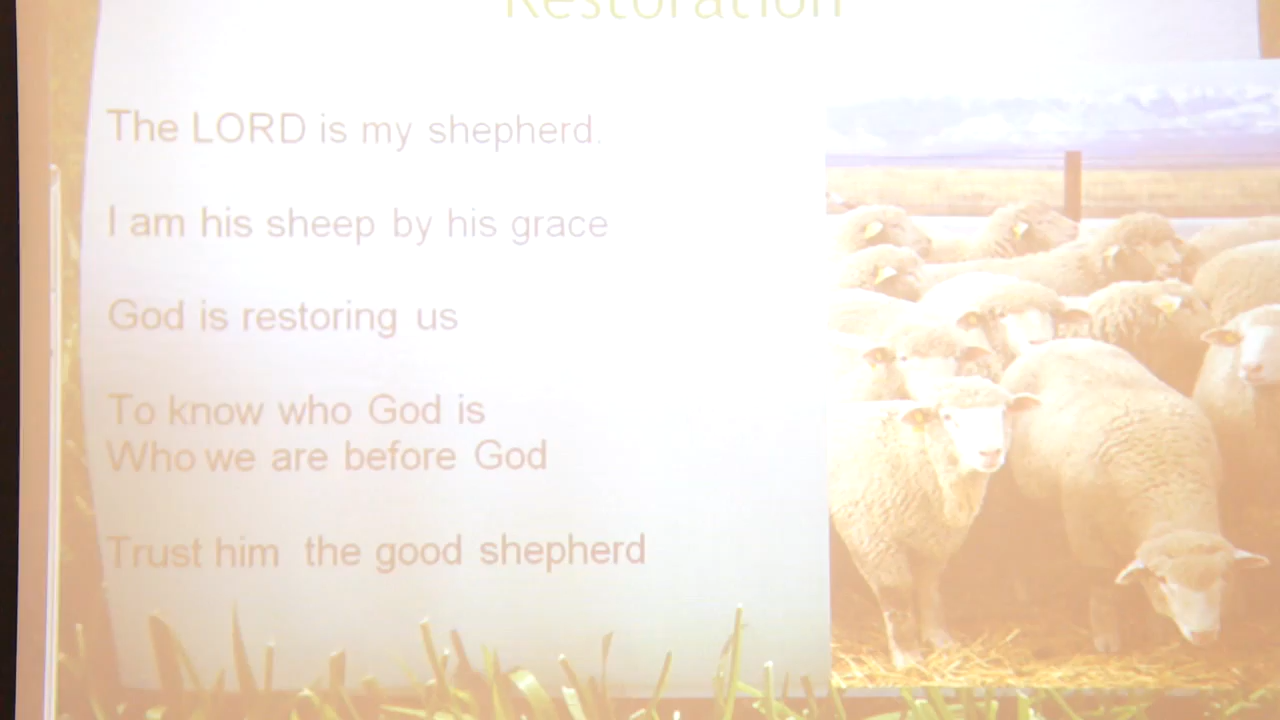 Restoration
The LORD is my shepherd.
I am his sheep by his grace
God is restoring us
To know who God is
Who we are before God
Trust him the good shepherd